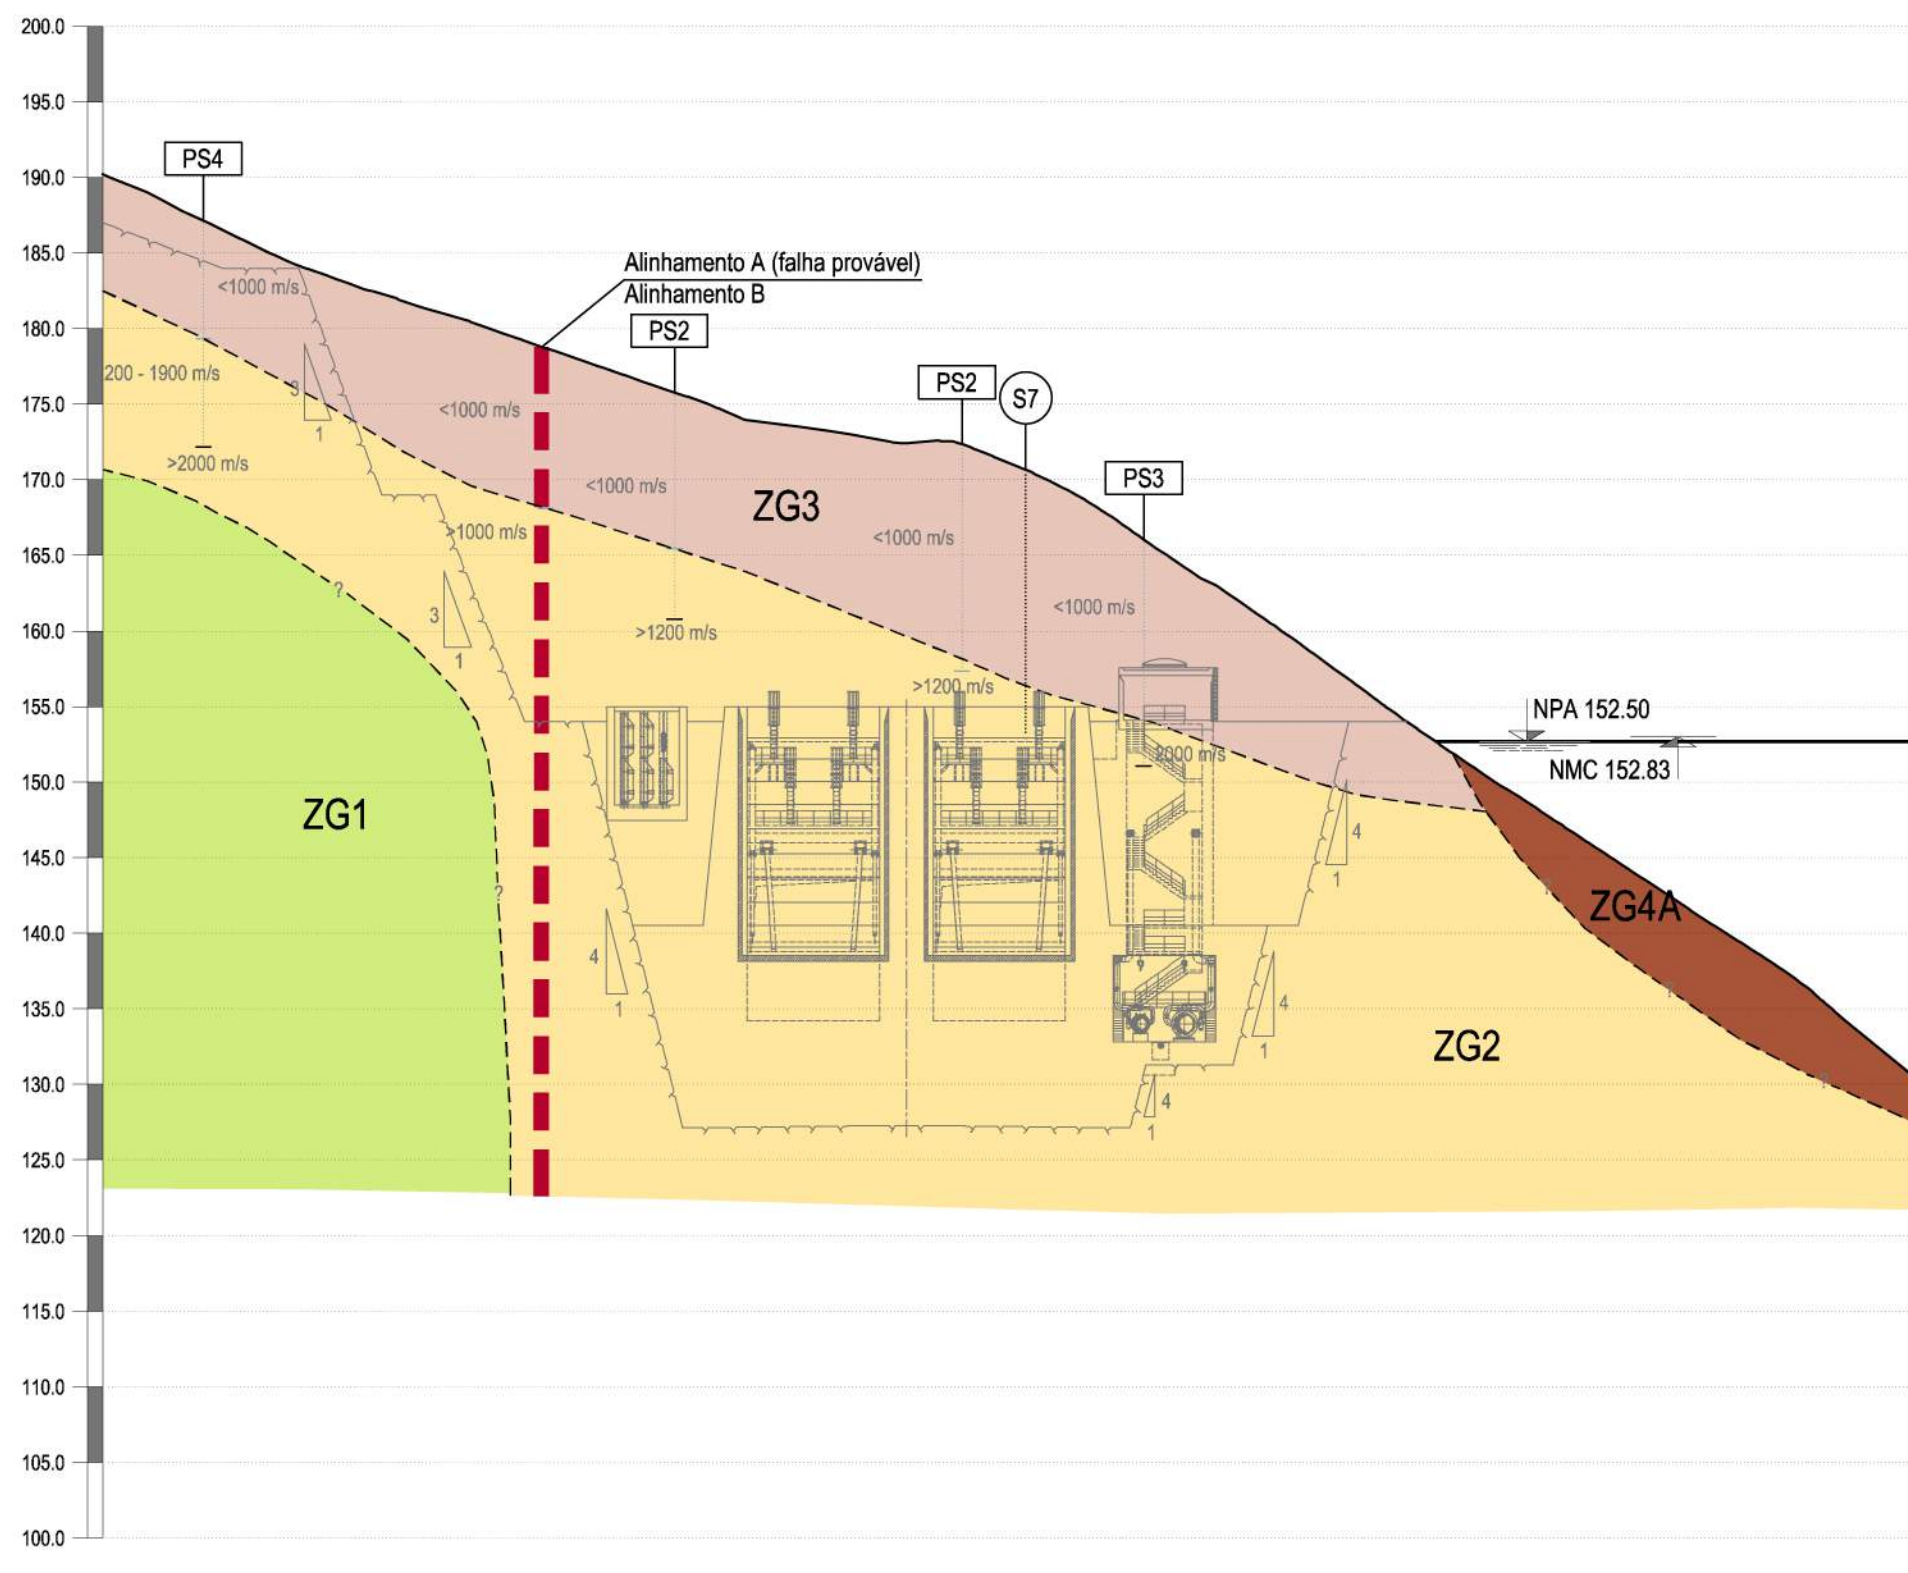 200.0
195.0
PS4
190.0
Alinhamento A (falha provável)
185.0
<1000 m/s
Alinhamento B
180.0
PS2
200 - 1900 m/s
3
PS2
S7
175.0
<1000 m/s
1
>2000 m/s
170.0
<1000 m/s
ZG3
PS3
>1000 m/s
<1000 m/s
165.0
?
3
<1000 m/s
160.0
>1200 m/s
1
>1200 m/s
155.0
NPA 152.50
2000 m/s
150.0
NMC 152.83
ZG1
4
145.0
1
?
?
ZG4A
140.0
4
?
135.0
1
4
ZG2
1
130.0
4
?
1
125.0
120.0
115.0
110.0
105.0
100.0